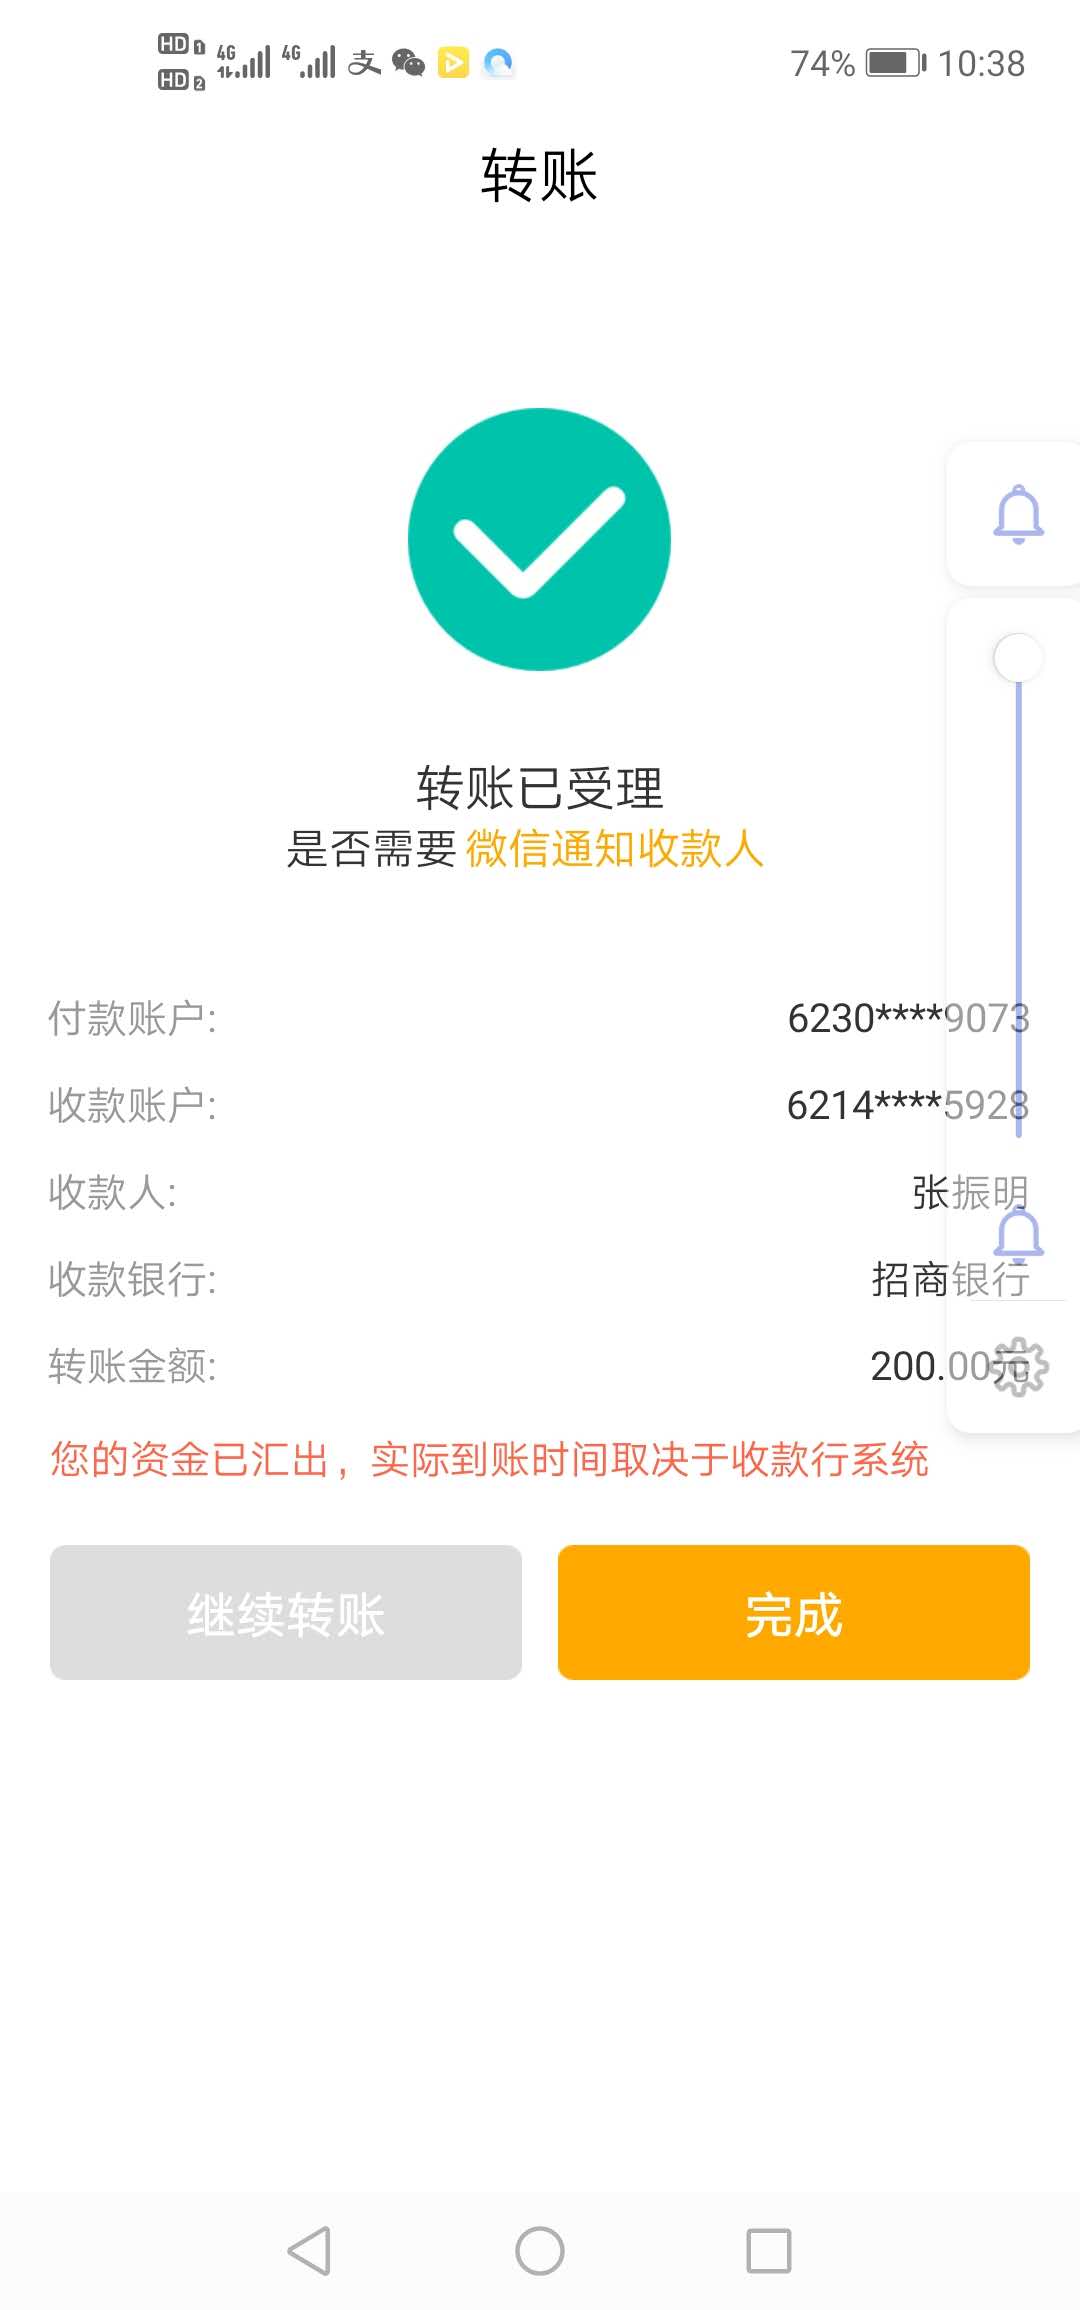 HD 1 4G 4G 支 74% 10:38
HD 2
转账
转账已受理
是否需要 微信通知收款人
付款账户: 6230****9073
收款账户: 6214****5928
收款人: 张振明
收款银行: 招商银行
转账金额: 200.00元
您的资金已汇出，实际到账时间取决于收款行系统
继续转账 完成